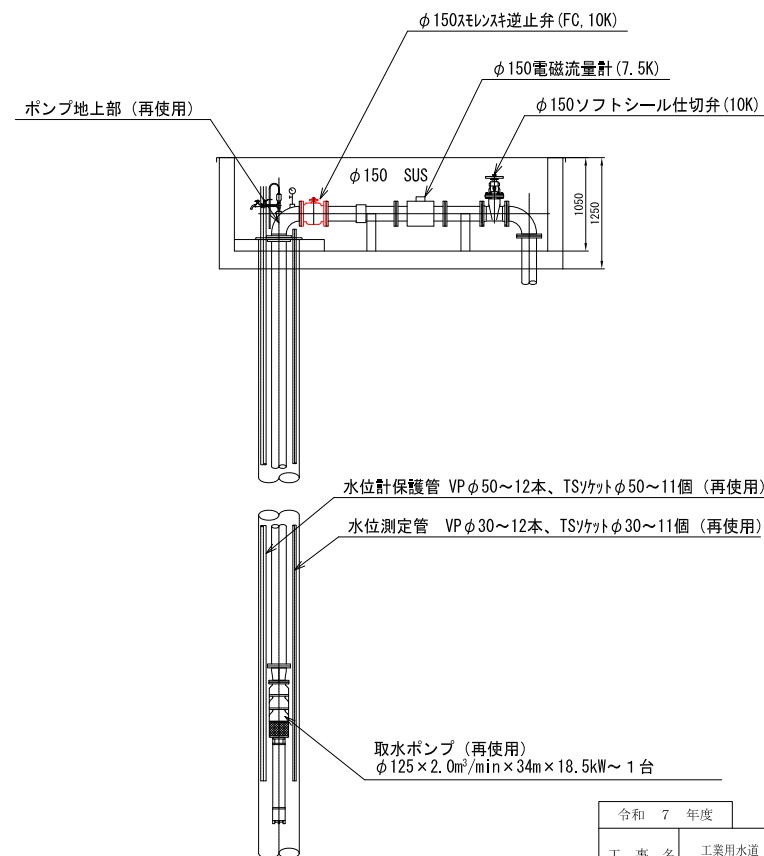 φ150スモレンスキ逆止弁(FC, 10K)
φ150電磁流量計(7.5K)
ポンプ地上部（再使用）
φ150ソフトシール仕切弁(10K)
φ150 SUS
1050
1250
水位計保護管 VPφ50～12本、TSソケットφ50～11個（再使用）
水位測定管 VPφ30～12本、TSソケットφ30～11個（再使用）
取水ポンプ（再使用）
φ125×2.0m³/min×34m×18.5kW～1台
令和 7 年度
工 事 名 工業用水道